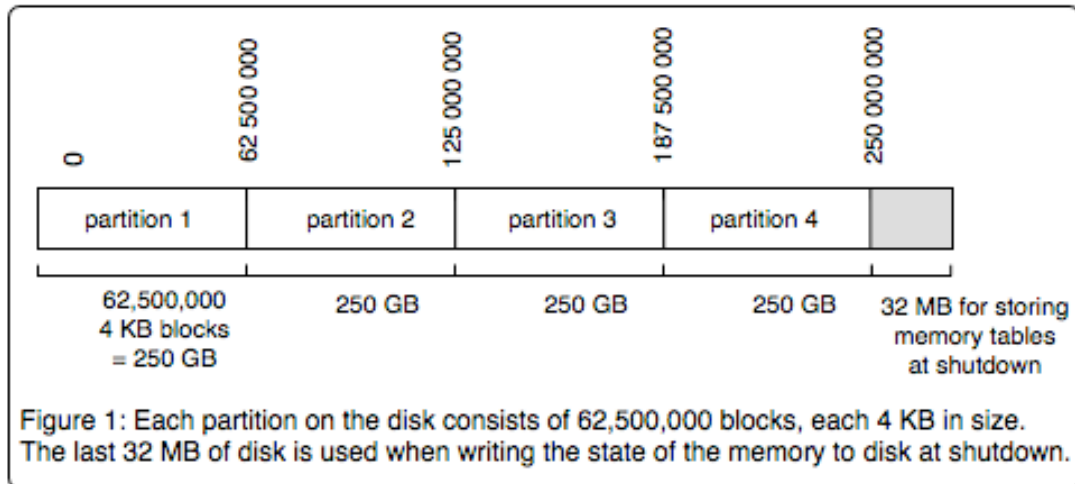 0
62 500 000
125 000 000
187 500 000
250 000 000
partition 1
partition 2
partition 3
partition 4
62,500,000
4 KB blocks
= 250 GB
250 GB
250 GB
250 GB
32 MB for storing
memory tables
at shutdown
Figure 1: Each partition on the disk consists of 62,500,000 blocks, each 4 KB in size.
The last 32 MB of disk is used when writing the state of the memory to disk at shutdown.